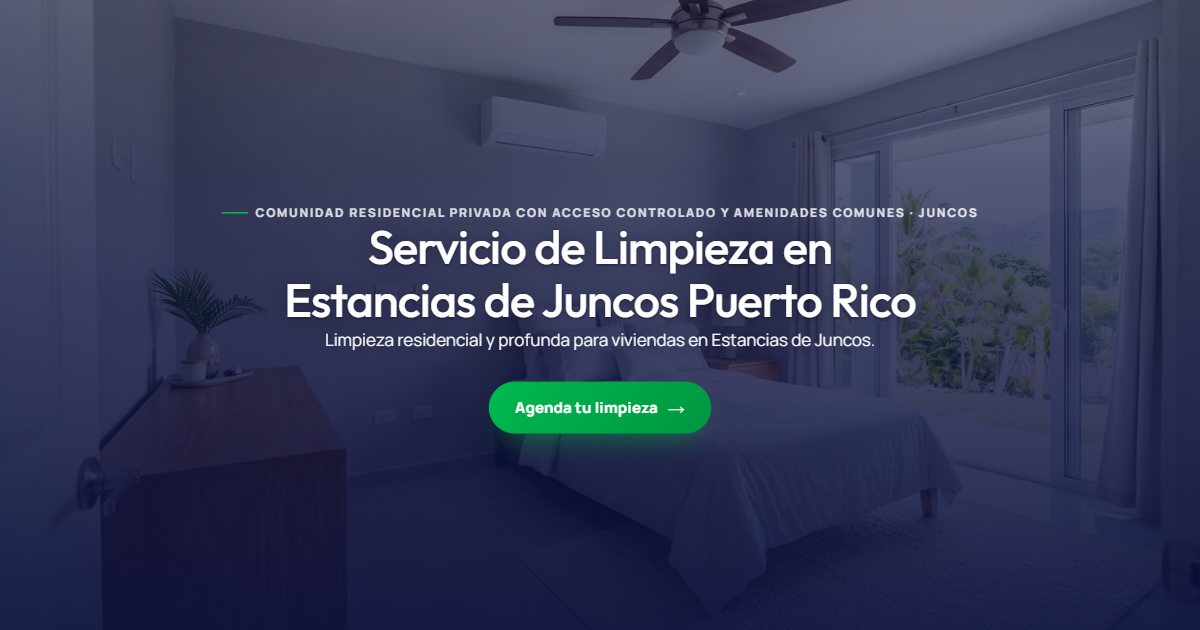 COMUNIDAD RESIDENCIAL PRIVADA CON ACCESO CONTROLADO Y AMENIDADES COMUNES · JUNCOS
Servicio de Limpieza en
Estancias de Juncos Puerto Rico
Limpieza residencial y profunda para viviendas en Estancias de Juncos.
Agenda tu limpieza →